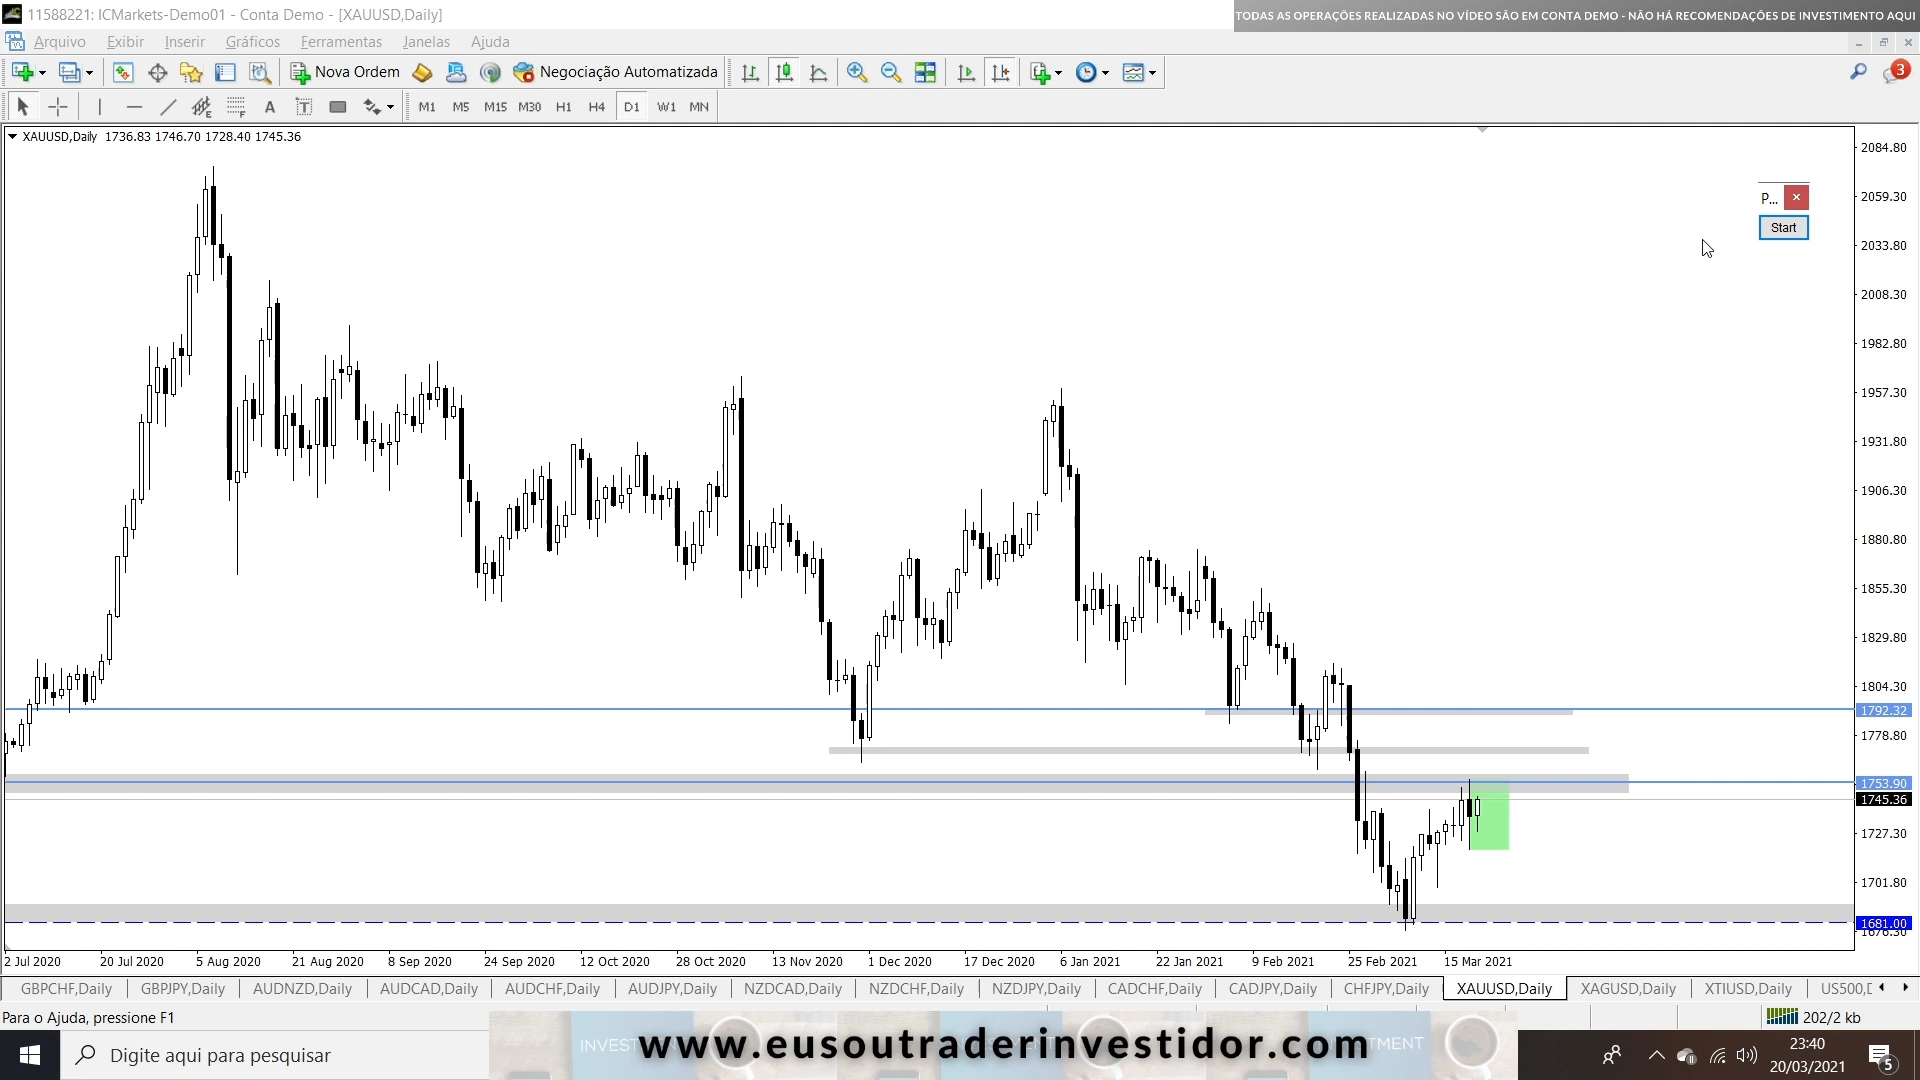 11588221: ICMarkets-Demo01 - Conta Demo - [XAUUSD,Daily]
TODAS AS OPERAÇÕES REALIZADAS NO VÍDEO SÃO EM CONTA DEMO - NÃO HÁ RECOMENDAÇÕES DE INVESTIMENTO AQUI
Arquivo Exibir Inserir Gráficos Ferramentas Janelas Ajuda
Nova Ordem Negociação Automatizada 3
A T M1 M5 M15 M30 H1 H4 D1 W1 MN
XAUUSD,Daily 1736.83 1746.70 1728.40 1745.36
2084.80
P...
2059.30
Start
2033.80
2008.30
1982.80
1957.30
1931.80
1906.30
1880.80
1855.30
1829.80
1804.30
1792.32
1778.80
1753.90
1745.36
1727.30
1701.80
1681.00
1676.30
2 Jul 2020 20 Jul 2020 5 Aug 2020 21 Aug 2020 8 Sep 2020 24 Sep 2020 12 Oct 2020 28 Oct 2020 13 Nov 2020 1 Dec 2020 17 Dec 2020 6 Jan 2021 22 Jan 2021 9 Feb 2021 25 Feb 2021 15 Mar 2021
GBPCHF,Daily GBPJPY,Daily AUDNZD,Daily AUDCAD,Daily AUDCHF,Daily AUDJPY,Daily NZDCAD,Daily NZDCHF,Daily NZDJPY,Daily CADCHF,Daily CADJPY,Daily CHFJPY,Daily XAUUSD,Daily XAGUSD,Daily XTIUSD,Daily US500,D
Para o Ajuda, pressione F1
202/2 kb
www.eusoutraderinvestidor.com
Digite aqui para pesquisar
23:40
20/03/2021
5